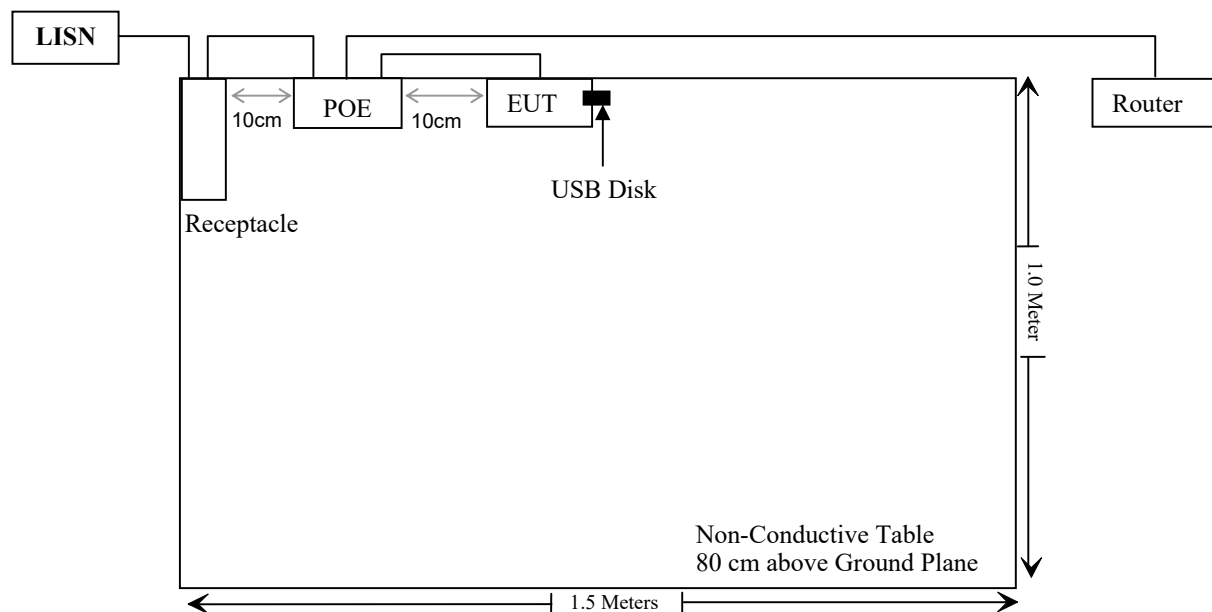 LISN
POE
EUT
Router
10cm
10cm
USB Disk
Receptacle
1.0 Meter
Non-Conductive Table
80 cm above Ground Plane
1.5 Meters